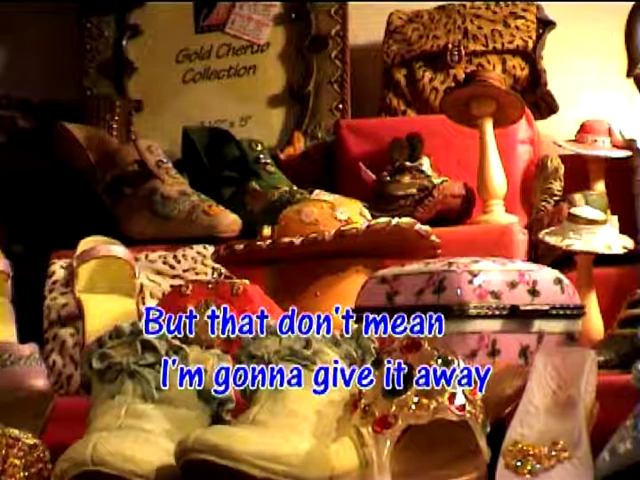 Gold Cherub
Collection
But that don't mean
I'm gonna give it away